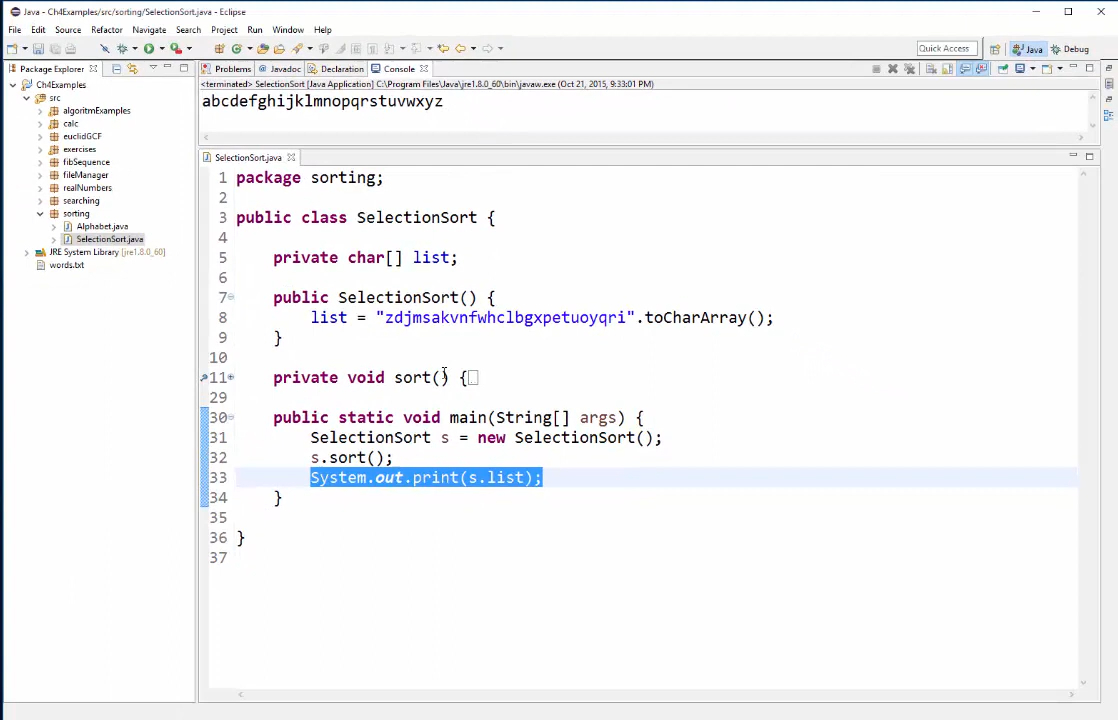 Java - Ch4Examples/src/sorting/SelectionSort.java - Eclipse
File Edit Source Refactor Navigate Search Project Run Window Help
Quick Access Java Debug
Package Explorer
Ch4Examples
src
algoritmExamples
calc
euclidGCF
exercises
fibSequence
fileManager
realNumbers
searching
sorting
Alphabet.java
SelectionSort.java
JRE System Library [jre1.8.0_60]
words.txt
Problems Javadoc Declaration Console
<terminated> SelectionSort [Java Application] C:\Program Files\Java\jre1.8.0_60\bin\javaw.exe (Oct 21, 2015, 9:33:01 PM)
abcdefghijklmnopqrstuvwxyz
SelectionSort.java
1 package sorting;
2
3 public class SelectionSort {
4
5 private char[] list;
6
7 public SelectionSort() {
8 list = "zdjmsakvnfwhclbgxpetuoyqri".toCharArray();
9 }
10
11 private void sort() {
29
30 public static void main(String[] args) {
31 SelectionSort s = new SelectionSort();
32 s.sort();
33 System.out.print(s.list);
34 }
35
36 }
37